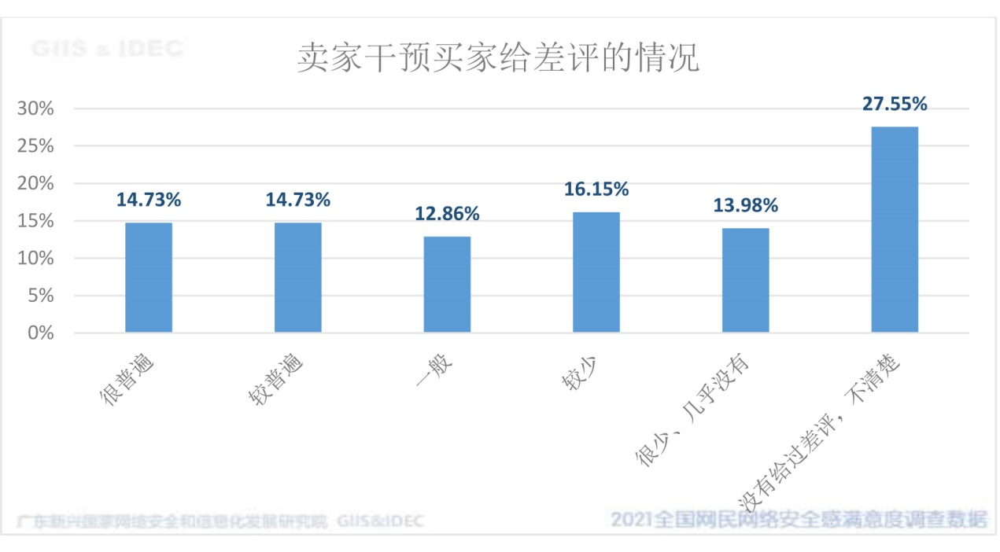 GIIS & IDEC
卖家干预买家给差评的情况
30%
25%
20%
15%
10%
5%
0%
14.73%
14.73%
12.86%
16.15%
13.98%
27.55%
很普遍
较普遍
一般
较少
很少、几乎没有
没有给过差评，不清楚
广东新兴国家网络安全和信息化发展研究院 GIIS&IDEC
2021全国网民网络安全感满意度调查数据